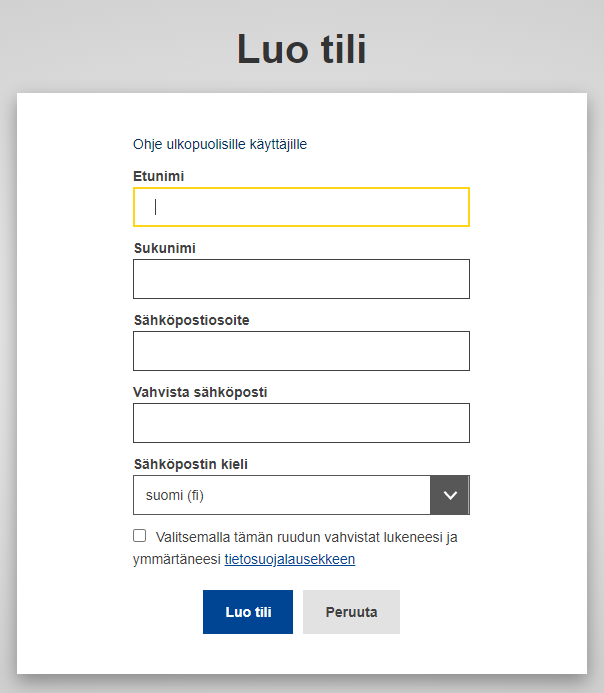 Luo tili
Ohje ulkopuolisille käyttäjille
Etunimi
Sukunimi
Sähköpostiosoite
Vahvista sähköposti
Sähköpostin kieli
suomi (fi)
Valitsemalla tämän ruudun vahvistat lukeneesi ja
ymmärtäneesi tietosuojalausekkeen
Luo tili Peruuta